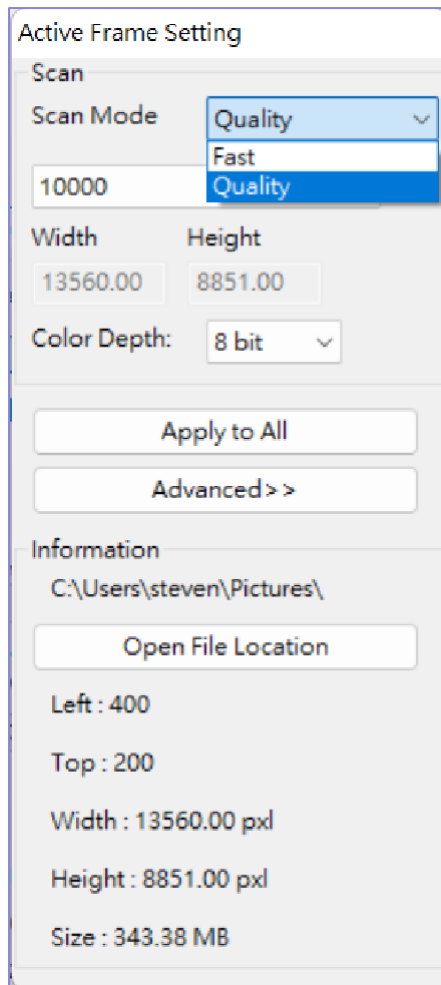 Active Frame Setting
Scan
Scan Mode
Quality
Fast
Quality
10000
Width Height
13560.00 8851.00
Color Depth: 8 bit
Apply to All
Advanced>>
Information
C:\Users\steven\Pictures\
Open File Location
Left : 400
Top : 200
Width : 13560.00 pxl
Height : 8851.00 pxl
Size : 343.38 MB